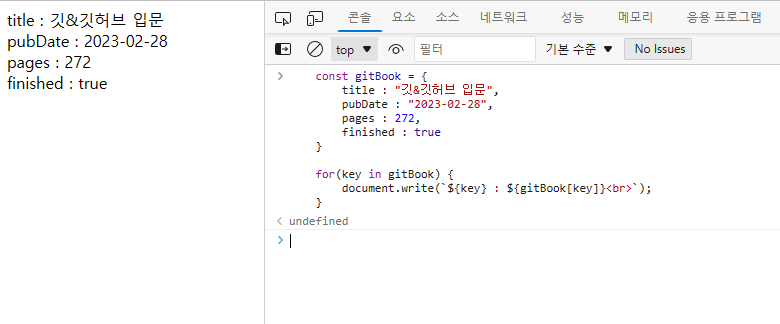 title : 깃&깃허브 입문
pubDate : 2023-02-28
pages : 272
finished : true
콘솔 요소 소스 네트워크 성능 메모리 응용 프로그램
top ▼ 필터 기본 수준 ▼ No Issues
> const gitBook = {
title : "깃&깃허브 입문",
pubDate : "2023-02-28",
pages : 272,
finished : true
}
for(key in gitBook) {
document.write(`${key} : ${gitBook[key]}<br>`);
}
< undefined
>